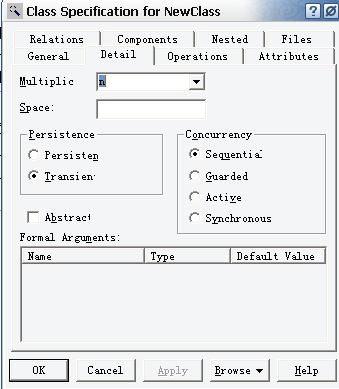 Class Specification for NewClass
Relations Components Nested Files
General Detail Operations Attributes
Multiplic n
Space:
Persistence Concurrency
Persisten Sequential
Transien Guarded
Active
Abstract Synchronous
Formal Arguments:
Name Type Default Value
OK Cancel Apply Browse Help